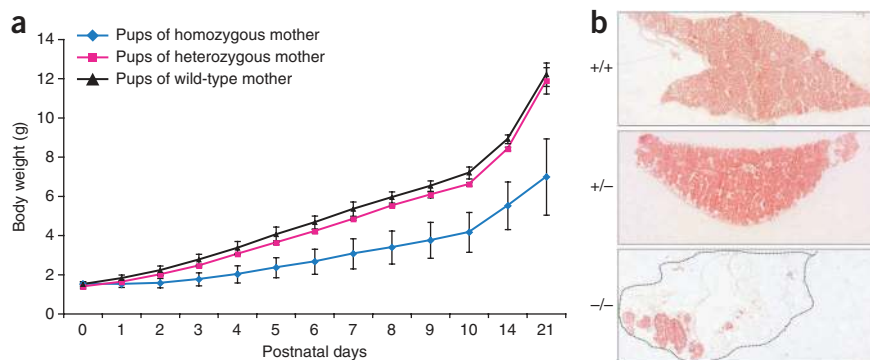 a
Pups of homozygous mother
Pups of heterozygous mother
Pups of wild-type mother
Body weight (g)
14
12
10
8
6
4
2
0
0 1 2 3 4 5 6 7 8 9 10 14 21
Postnatal days
b
+/+
+/−
−/−